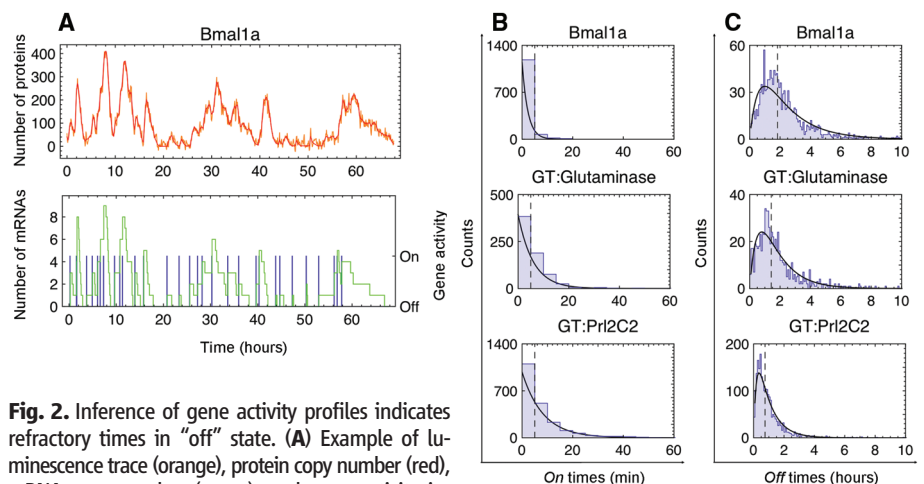 A
Bmal1a
Number of proteins
400
300
200
100
0
0 10 20 30 40 50 60
Number of mRNAs
8
6
4
2
0
On
Off
Gene activity
0 10 20 30 40 50 60
Time (hours)
B
Bmal1a
1400
700
0
0 20 40 60
GT:Glutaminase
500
250
0
0 20 40 60
Counts
GT:Prl2C2
1400
700
0
0 20 40 60
On times (min)
C
Bmal1a
60
30
0
0 2 4 6 8 10
GT:Glutaminase
40
20
0
0 2 4 6 8 10
Counts
GT:Prl2C2
200
100
0
0 2 4 6 8 10
Off times (hours)
Fig. 2. Inference of gene activity profiles indicates
refractory times in “off” state. (A) Example of lu-
minescence trace (orange), protein copy number (red),